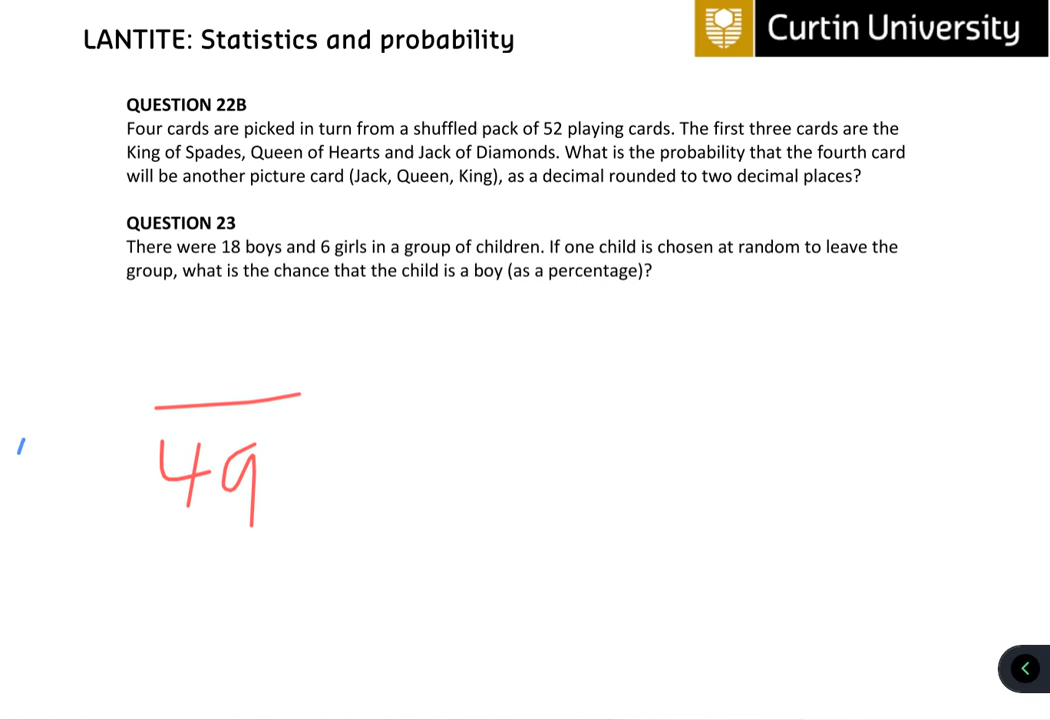 LANTITE: Statistics and probability
Curtin University
QUESTION 22B
Four cards are picked in turn from a shuffled pack of 52 playing cards. The first three cards are the
King of Spades, Queen of Hearts and Jack of Diamonds. What is the probability that the fourth card
will be another picture card (Jack, Queen, King), as a decimal rounded to two decimal places?
QUESTION 23
There were 18 boys and 6 girls in a group of children. If one child is chosen at random to leave the
group, what is the chance that the child is a boy (as a percentage)?
49